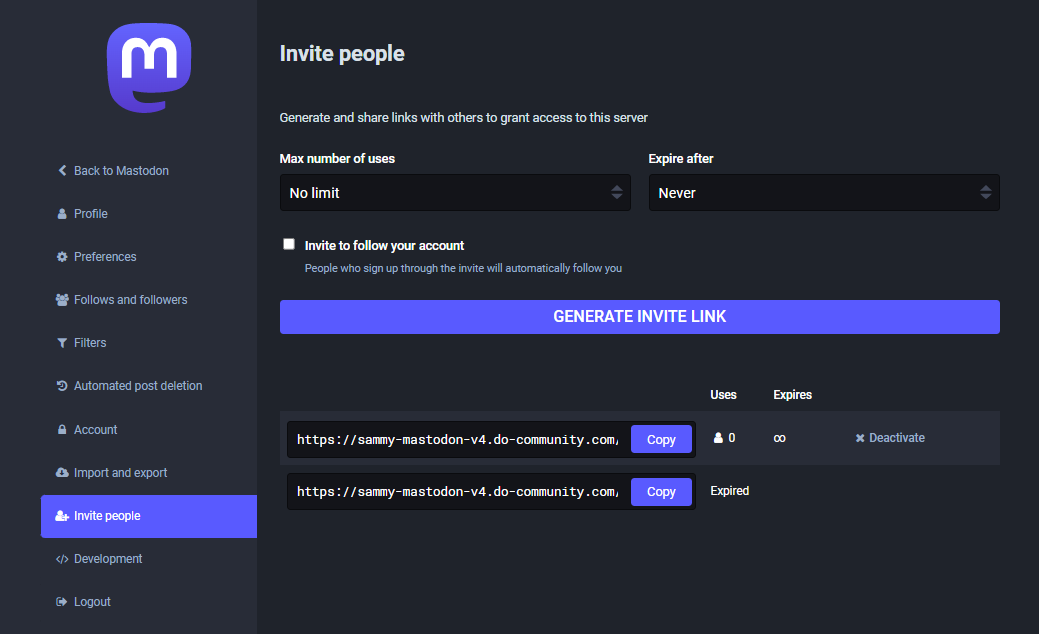 Invite people
Back to Mastodon
Profile
Preferences
Follows and followers
Filters
Automated post deletion
Account
Import and export
Invite people
Development
Logout
Generate and share links with others to grant access to this server
Max number of uses
Expire after
No limit
Never
Invite to follow your account
People who sign up through the invite will automatically follow you
GENERATE INVITE LINK
Uses Expires
https://sammy-mastodon-v4.do-community.com/ Copy 0 ∞ Deactivate
https://sammy-mastodon-v4.do-community.com/ Copy Expired